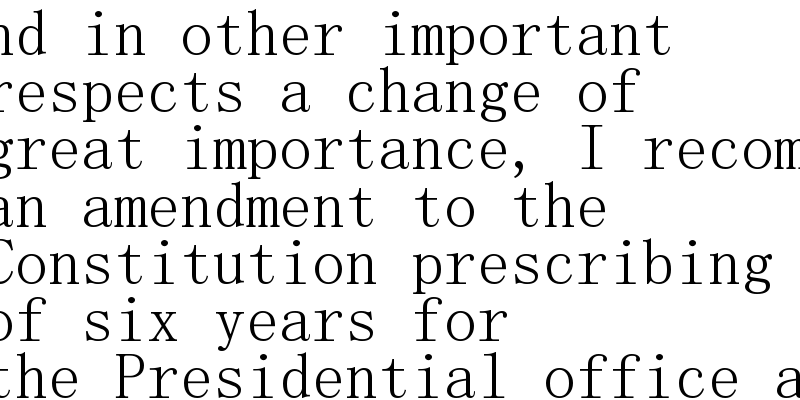 nd in other important
respects a change of
great importance, I recom
an amendment to the
Constitution prescribing
of six years for
the Presidential office a